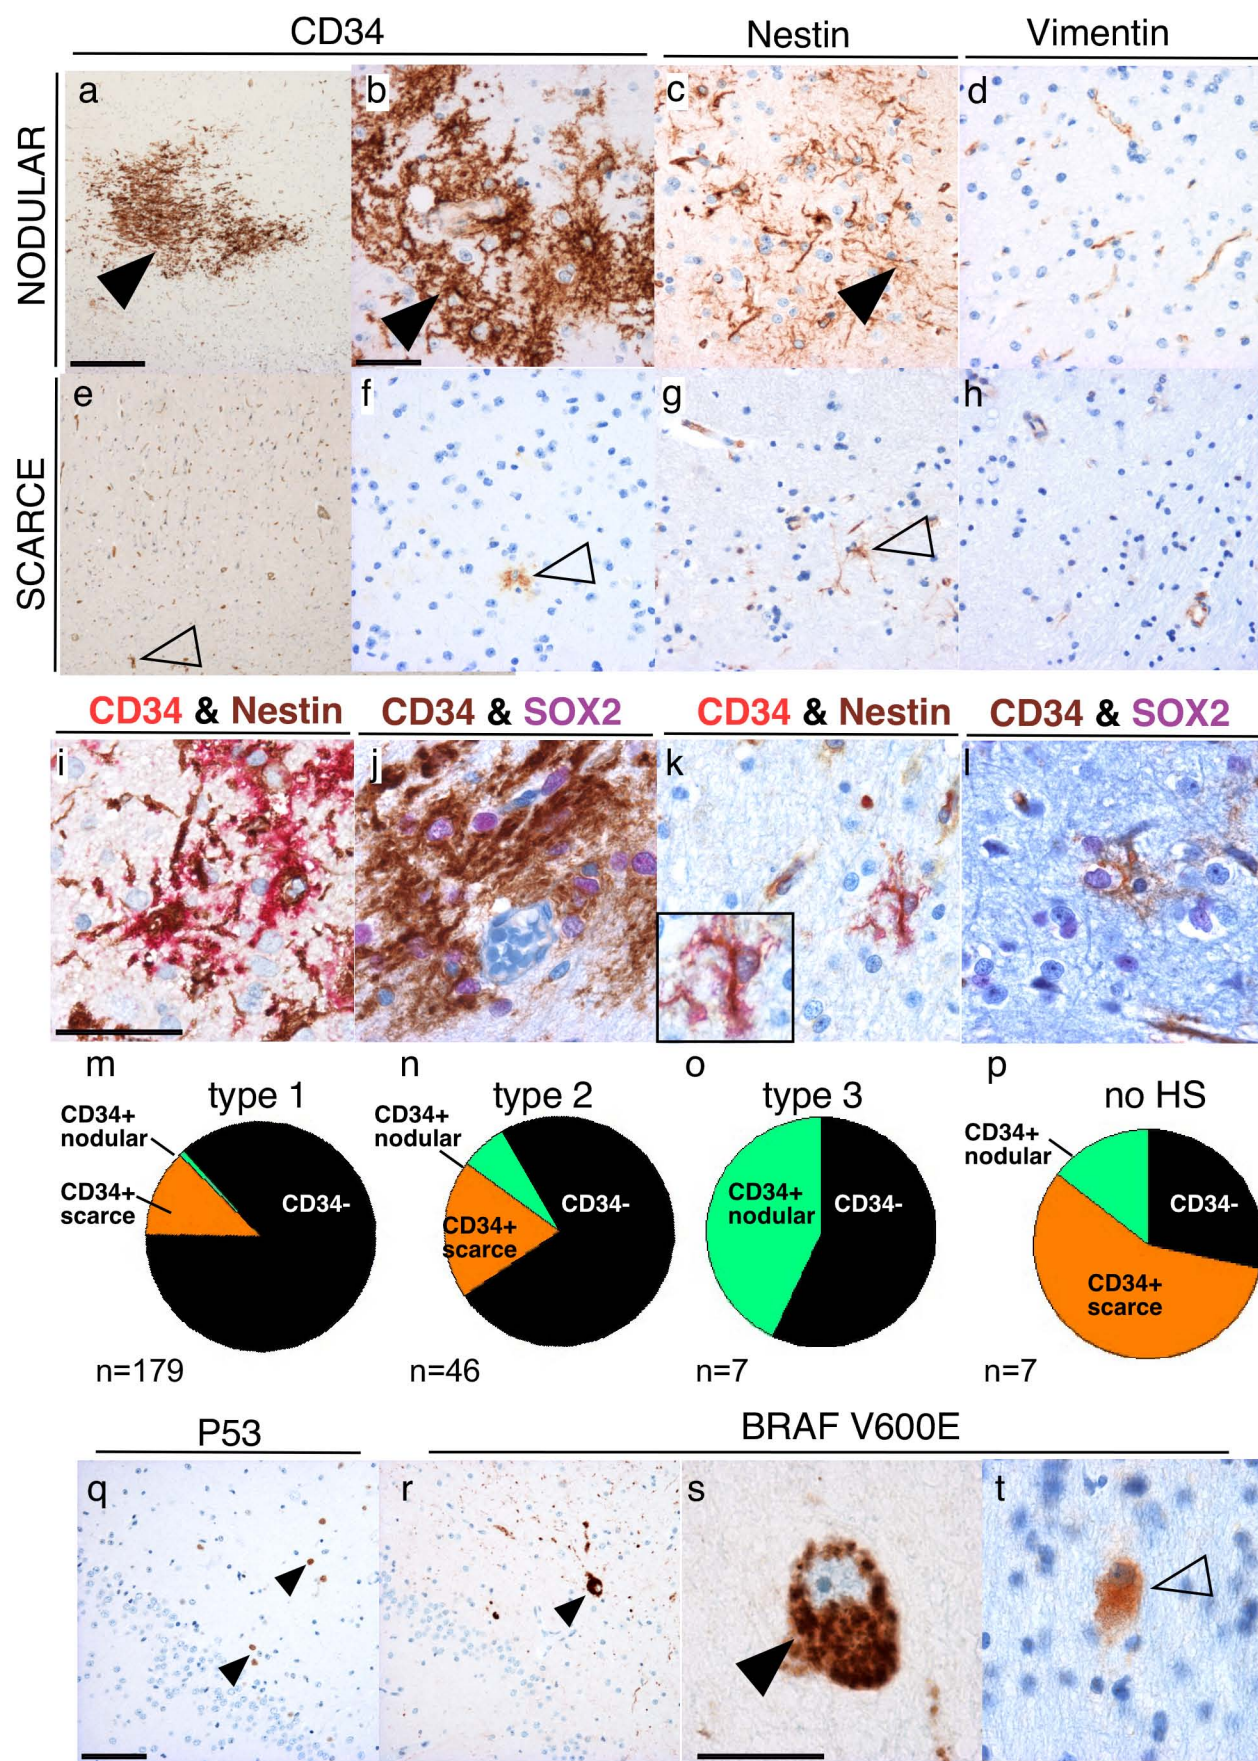 CD34
Nestin
Vimentin
NODULAR
a
b
c
d
SCARCE
e
f
g
h
CD34 & Nestin
CD34 & SOX2
CD34 & Nestin
CD34 & SOX2
i
j
k
l
m
n
o
p
type 1
type 2
type 3
no HS
CD34+
nodular
CD34+
scarce
CD34-
CD34+
nodular
CD34+
scarce
CD34-
CD34+
nodular
CD34-
CD34+
nodular
CD34-
CD34+
scarce
n=179
n=46
n=7
n=7
P53
BRAF V600E
q
r
s
t